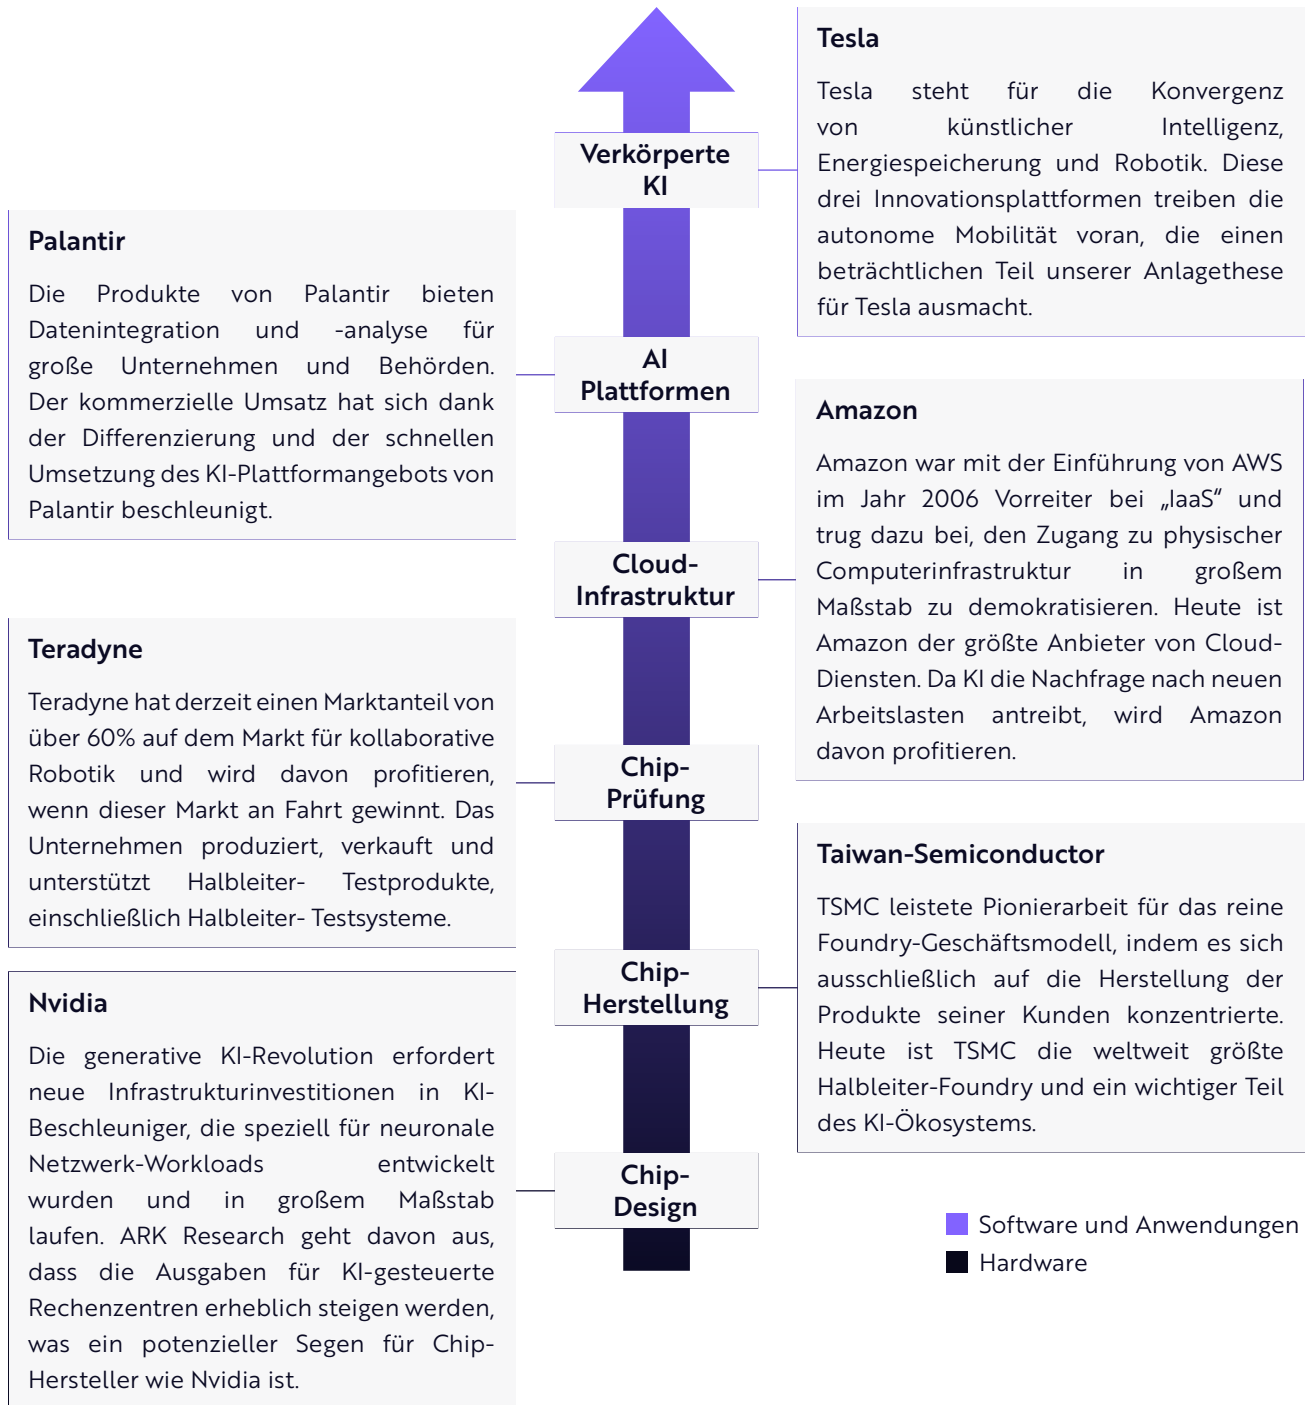 Tesla
Tesla steht für die Konvergenz
von künstlicher Intelligenz,
Energiespeicherung und Robotik. Diese
drei Innovationsplattformen treiben die
autonome Mobilität voran, die einen
beträchtlichen Teil unserer Anlagethese
für Tesla ausmacht.
Verkörperte
KI
Palantir
Die Produkte von Palantir bieten
Datenintegration und -analyse für
große Unternehmen und Behörden.
Der kommerzielle Umsatz hat sich dank
der Differenzierung und der schnellen
Umsetzung des KI-Plattformangebots von
Palantir beschleunigt.
AI
Plattformen
Amazon
Amazon war mit der Einführung von AWS
im Jahr 2006 Vorreiter bei „IaaS“ und
trug dazu bei, den Zugang zu physischer
Computerinfrastruktur in großem
Maßstab zu demokratisieren. Heute ist
Amazon der größte Anbieter von Cloud-
Diensten. Da KI die Nachfrage nach neuen
Arbeitslasten antreibt, wird Amazon
davon profitieren.
Cloud-
Infrastruktur
Teradyne
Teradyne hat derzeit einen Marktanteil von
über 60% auf dem Markt für kollaborative
Robotik und wird davon profitieren,
wenn dieser Markt an Fahrt gewinnt. Das
Unternehmen produziert, verkauft und
unterstützt Halbleiter- Testprodukte,
einschließlich Halbleiter- Testsysteme.
Chip-
Prüfung
Taiwan-Semiconductor
TSMC leistete Pionierarbeit für das reine
Foundry-Geschäftsmodell, indem es sich
ausschließlich auf die Herstellung der
Produkte seiner Kunden konzentrierte.
Heute ist TSMC die weltweit größte
Halbleiter-Foundry und ein wichtiger Teil
des KI-Ökosystems.
Chip-
Herstellung
Nvidia
Die generative KI-Revolution erfordert
neue Infrastrukturinvestitionen in KI-
Beschleuniger, die speziell für neuronale
Netzwerk-Workloads entwickelt
wurden und in großem Maßstab
laufen. ARK Research geht davon aus,
dass die Ausgaben für KI-gesteuerte
Rechenzentren erheblich steigen werden,
was ein potenzieller Segen für Chip-
Hersteller wie Nvidia ist.
Chip-
Design
Software und Anwendungen
Hardware